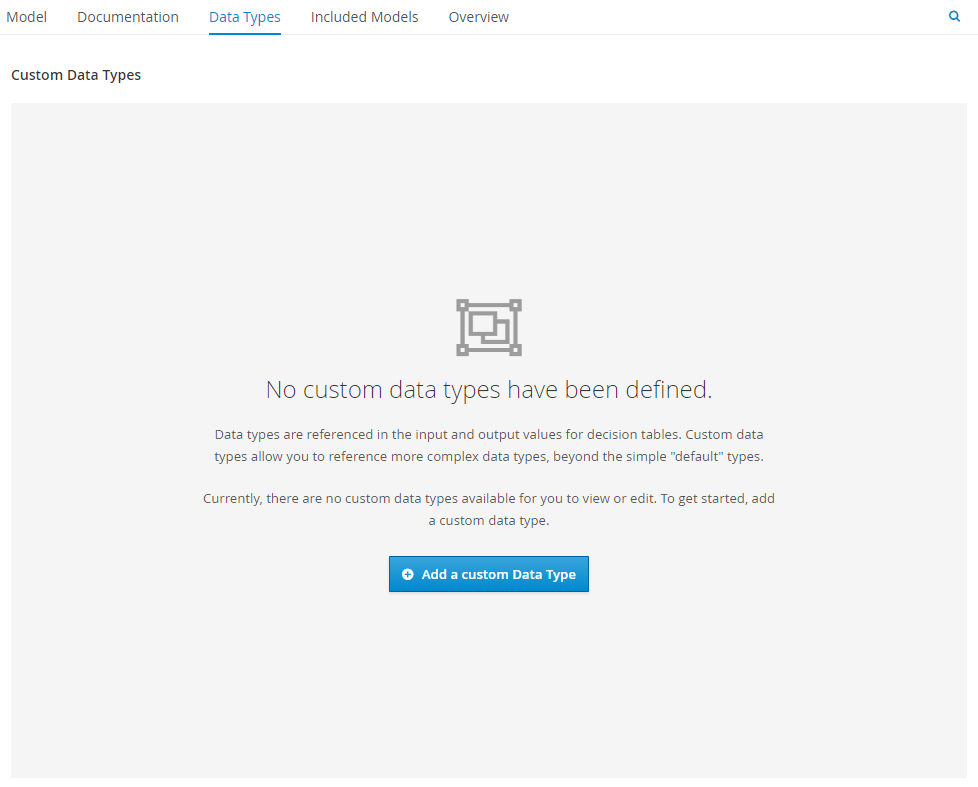 Model Documentation Data Types Included Models Overview
Custom Data Types
No custom data types have been defined.
Data types are referenced in the input and output values for decision tables. Custom data
types allow you to reference more complex data types, beyond the simple "default" types.
Currently, there are no custom data types available for you to view or edit. To get started, add
a custom data type.
Add a custom Data Type